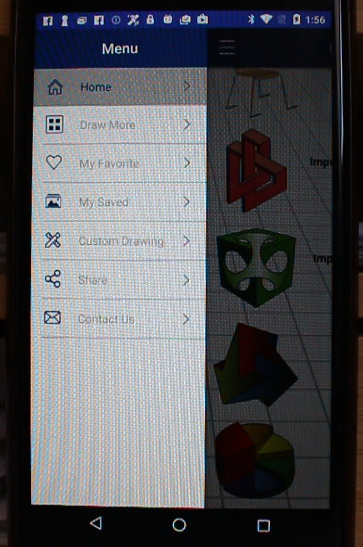 1:56
Menu
Home
Draw More
My Favorite
My Saved
Custom Drawing
Share
Contact Us
Imp
Imp